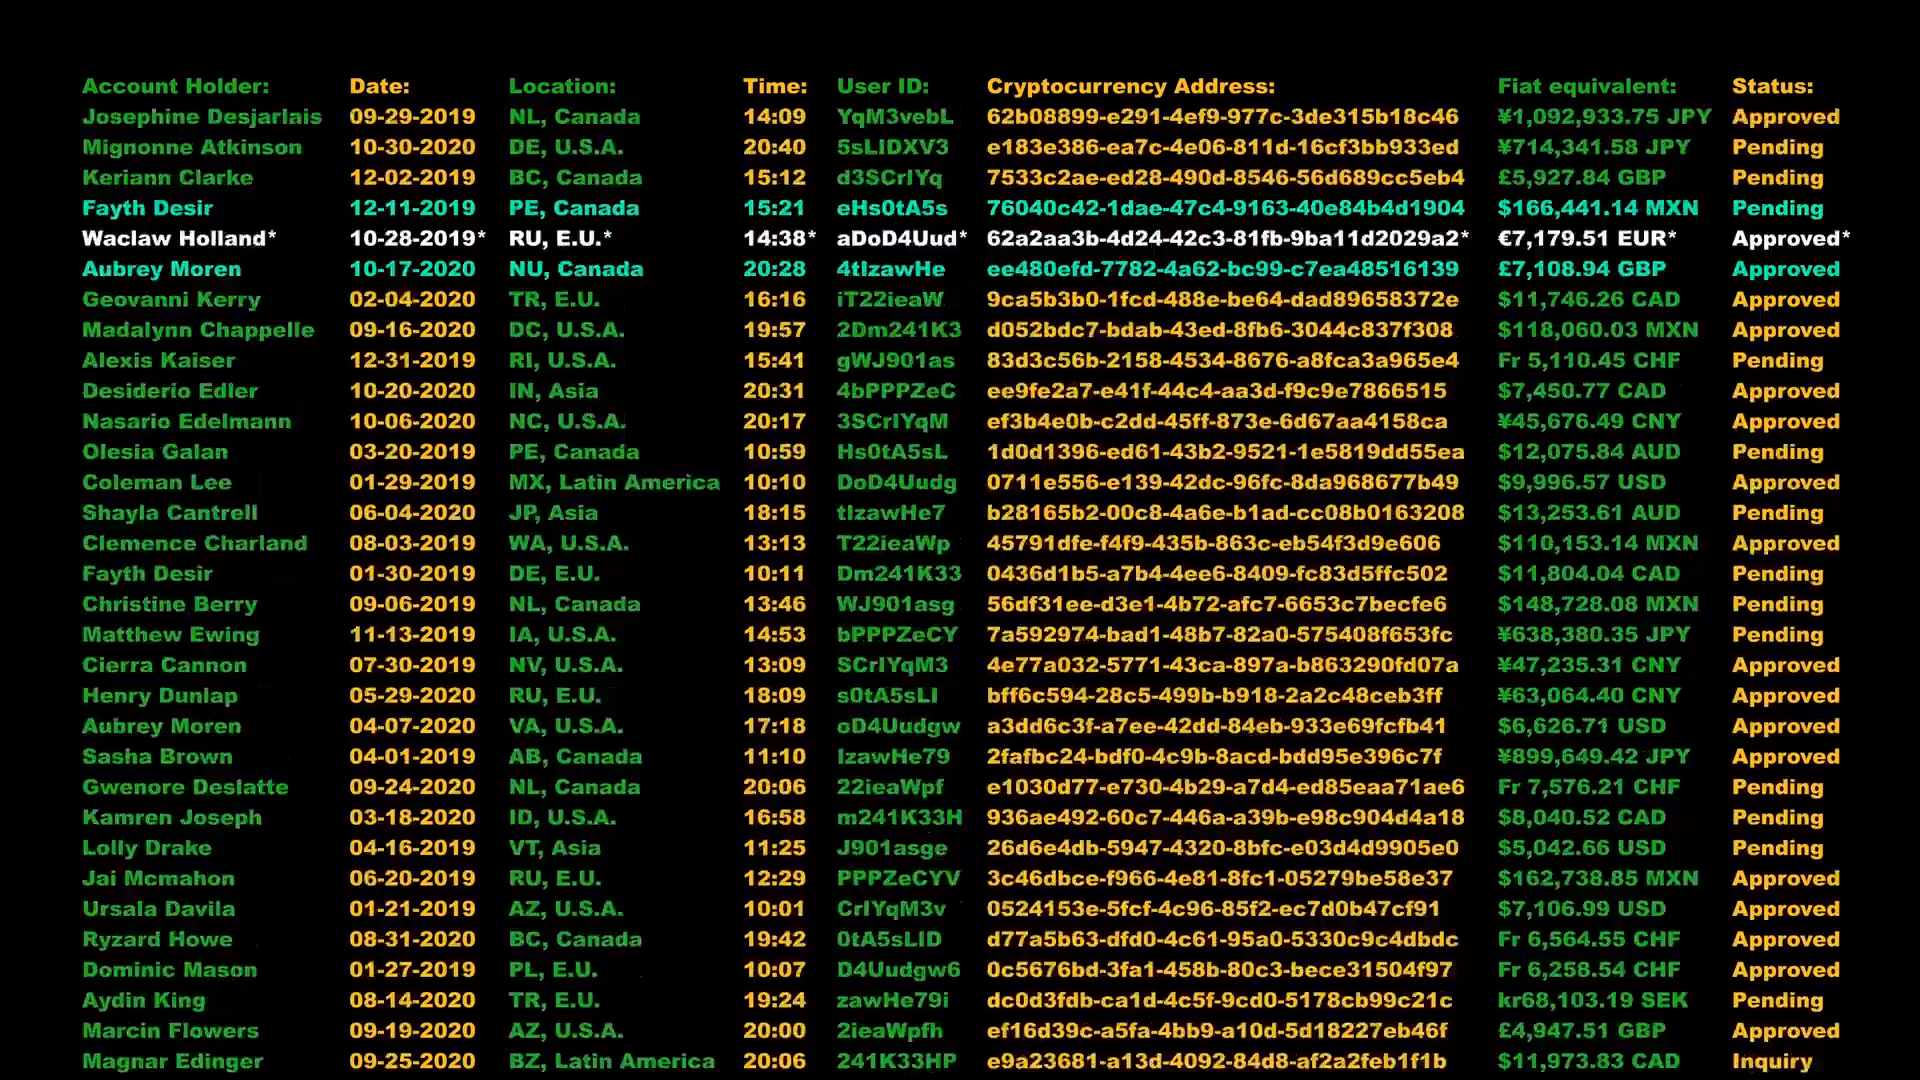 Account Holder: Date: Location: Time: User ID: Cryptocurrency Address: Fiat equivalent: Status:
Josephine Desjarlais 09-29-2019 NL, Canada 14:09 YqM3vebL 62b08899-e291-4ef9-977c-3de315b18c46 ¥1,092,933.75 JPY Approved
Mignonne Atkinson 10-30-2020 DE, U.S.A. 20:40 5sLIDXV3 e183e386-ea7c-4e06-811d-16cf3bb933ed ¥714,341.58 JPY Pending
Keriann Clarke 12-02-2019 BC, Canada 15:12 d3SCrIYq 7533c2ae-ed28-490d-8546-56d689cc5eb4 £5,927.84 GBP Pending
Fayth Desir 12-11-2019 PE, Canada 15:21 eHs0tA5s 76040c42-1dae-47c4-9163-40e84b4d1904 $166,441.14 MXN Pending
Waclaw Holland* 10-28-2019* RU, E.U.* 14:38* aDoD4Uud* 62a2aa3b-4d24-42c3-81fb-9ba11d2029a2* €7,179.51 EUR* Approved*
Aubrey Moren 10-17-2020 NU, Canada 20:28 4tIzawHe ee480efd-7782-4a62-bc99-c7ea48516139 £7,108.94 GBP Approved
Geovanni Kerry 02-04-2020 TR, E.U. 16:16 iT22ieaW 9ca5b3b0-1fcd-488e-be64-dad89658372e $11,746.26 CAD Approved
Madalynn Chappelle 09-16-2020 DC, U.S.A. 19:57 2Dm241K3 d052bdc7-bdab-43ed-8fb6-3044c837f308 $118,060.03 MXN Approved
Alexis Kaiser 12-31-2019 RI, U.S.A. 15:41 gWJ901as 83d3c56b-2158-4534-8676-a8fca3a965e4 Fr 5,110.45 CHF Pending
Desiderio Edler 10-20-2020 IN, Asia 20:31 4bPPPZeC ee9fe2a7-e41f-44c4-aa3d-f9c9e7866515 $7,450.77 CAD Approved
Nasario Edelmann 10-06-2020 NC, U.S.A. 20:17 3SCrIYqM ef3b4e0b-c2dd-45ff-873e-6d67aa4158ca ¥45,676.49 CNY Approved
Olesia Galan 03-20-2019 PE, Canada 10:59 Hs0tA5sL 1d0d1396-ed61-43b2-9521-1e5819dd55ea $12,075.84 AUD Pending
Coleman Lee 01-29-2019 MX, Latin America 10:10 DoD4Uudg 0711e556-e139-42dc-96fc-8da968677b49 $9,996.57 USD Approved
Shayla Cantrell 06-04-2020 JP, Asia 18:15 tIzawHe7 b28165b2-00c8-4a6e-b1ad-cc08b0163208 $13,253.61 AUD Pending
Clemence Charland 08-03-2019 WA, U.S.A. 13:13 T22ieaWp 45791dfe-f4f9-435b-863c-eb54f3d9e606 $110,153.14 MXN Approved
Fayth Desir 01-30-2019 DE, E.U. 10:11 Dm241K33 0436d1b5-a7b4-4ee6-8409-fc83d5ffc502 $11,804.04 CAD Pending
Christine Berry 09-06-2019 NL, Canada 13:46 WJ901asg 56df31ee-d3e1-4b72-afc7-6653c7becfe6 $148,728.08 MXN Pending
Matthew Ewing 11-13-2019 IA, U.S.A. 14:53 bPPPZeCY 7a592974-bad1-48b7-82a0-575408f653fc ¥638,380.35 JPY Pending
Cierra Cannon 07-30-2019 NV, U.S.A. 13:09 SCrIYqM3 4e77a032-5771-43ca-897a-b863290fd07a ¥47,235.31 CNY Approved
Henry Dunlap 05-29-2020 RU, E.U. 18:09 s0tA5sLI bff6c594-28c5-499b-b918-2a2c48ceb3ff ¥63,064.40 CNY Approved
Aubrey Moren 04-07-2020 VA, U.S.A. 17:18 oD4Uudgw a3dd6c3f-a7ee-42dd-84eb-933e69fcfb41 $6,626.71 USD Approved
Sasha Brown 04-01-2019 AB, Canada 11:10 IzawHe79 2fafbc24-bdf0-4c9b-8acd-bdd95e396c7f ¥899,649.42 JPY Approved
Gwenore Deslatte 09-24-2020 NL, Canada 20:06 22ieaWpf e1030d77-e730-4b29-a7d4-ed85eaa71ae6 Fr 7,576.21 CHF Pending
Kamren Joseph 03-18-2020 ID, U.S.A. 16:58 m241K33H 936ae492-60c7-446a-a39b-e98c904d4a18 $8,040.52 CAD Pending
Lolly Drake 04-16-2019 VT, Asia 11:25 J901asge 26d6e4db-5947-4320-8bfc-e03d4d9905e0 $5,042.66 USD Pending
Jai Mcmahon 06-20-2019 RU, E.U. 12:29 PPPZeCYV 3c46dbce-f966-4e81-8fc1-05279be58e37 $162,738.85 MXN Approved
Ursala Davila 01-21-2019 AZ, U.S.A. 10:01 CrIYqM3v 0524153e-5fcf-4c96-85f2-ec7d0b47cf91 $7,106.99 USD Approved
Ryzard Howe 08-31-2020 BC, Canada 19:42 0tA5sLID d77a5b63-dfd0-4c61-95a0-5330c9c4dbdc Fr 6,564.55 CHF Approved
Dominic Mason 01-27-2019 PL, E.U. 10:07 D4Uudgw6 0c5676bd-3fa1-458b-80c3-bece31504f97 Fr 6,258.54 CHF Approved
Aydin King 08-14-2020 TR, E.U. 19:24 zawHe79i dc0d3fdb-ca1d-4c5f-9cd0-5178cb99c21c kr68,103.19 SEK Pending
Marcin Flowers 09-19-2020 AZ, U.S.A. 20:00 2ieaWpfh ef16d39c-a5fa-4bb9-a10d-5d18227eb46f £4,947.51 GBP Approved
Magnar Edinger 09-25-2020 BZ, Latin America 20:06 241K33HP e9a23681-a13d-4092-84d8-af2a2feb1f1b $11,973.83 CAD Inquiry